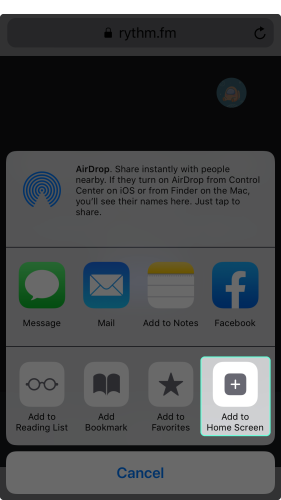 rythm.fm
AirDrop. Share instantly with people
nearby. If they turn on AirDrop from Control
Center on iOS or from Finder on the Mac,
you'll see their names here. Just tap to
share.
Message
Mail
Add to Notes
Facebook
Add to
Reading List
Add
Bookmark
Add to
Favorites
Add to
Home Screen
Cancel